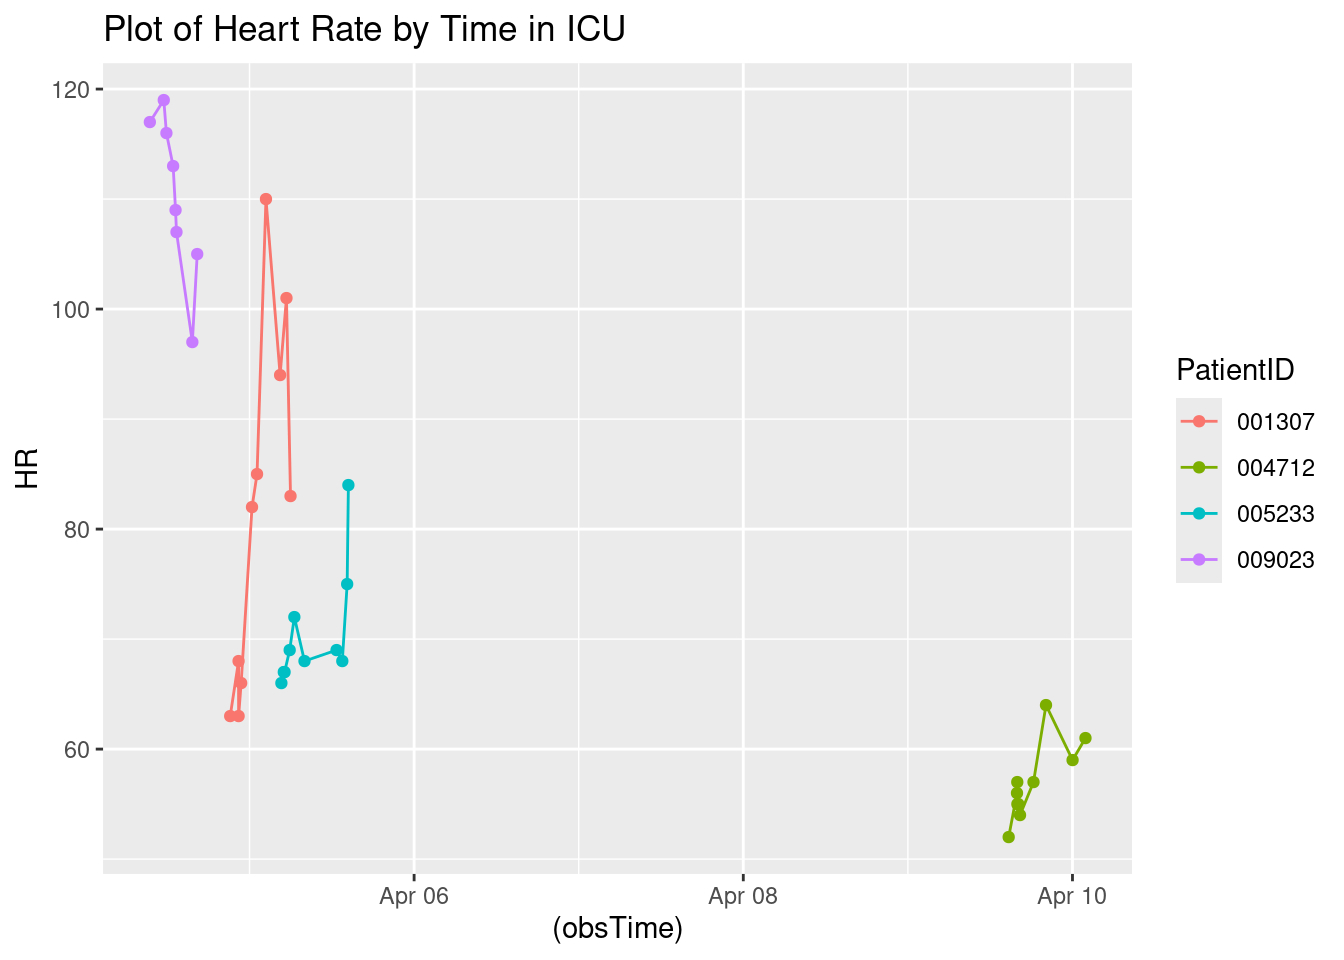 Plot of Heart Rate by Time in ICU
120
100
80
60
HR
Apr 06
Apr 08
Apr 10
(obsTime)
PatientID
001307
004712
005233
009023